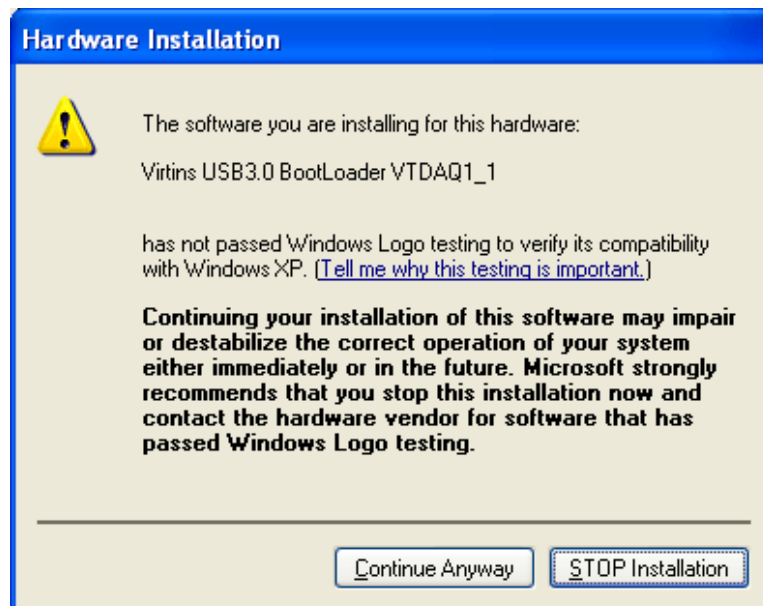 Hardware Installation
The software you are installing for this hardware:
Virtins USB3.0 BootLoader VTDAQ1_1
has not passed Windows Logo testing to verify its compatibility
with Windows XP. (Tell me why this testing is important.)
Continuing your installation of this software may impair
or destabilize the correct operation of your system
either immediately or in the future. Microsoft strongly
recommends that you stop this installation now and
contact the hardware vendor for software that has
passed Windows Logo testing.
Continue Anyway
STOP Installation